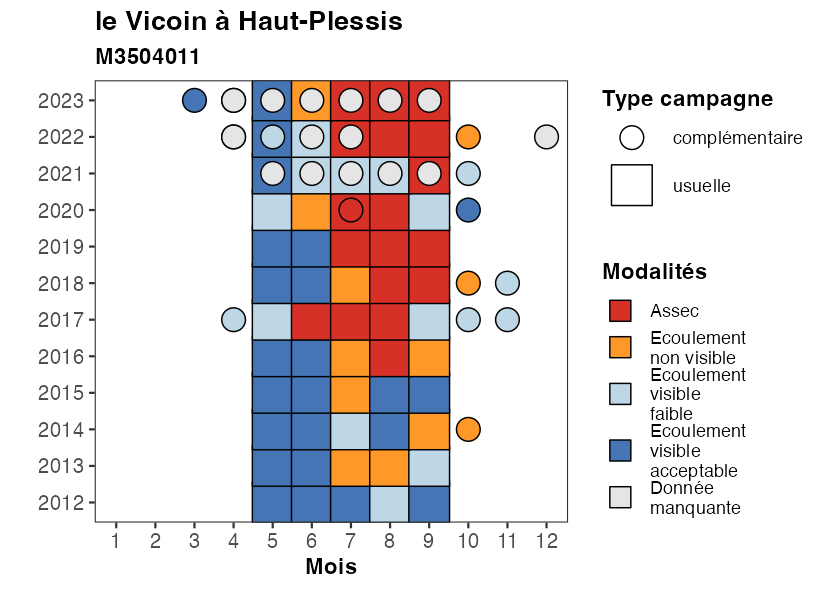 le Vicoin à Haut-Plessis
M3504011
2023
2022
2021
2020
2019
2018
2017
2016
2015
2014
2013
2012
1 2 3 4 5 6 7 8 9 10 11 12
Mois
Type campagne
complémentaire
usuelle
Modalités
Assec
Ecoulement
non visible
Ecoulement
visible
faible
Ecoulement
visible
acceptable
Donnée
manquante